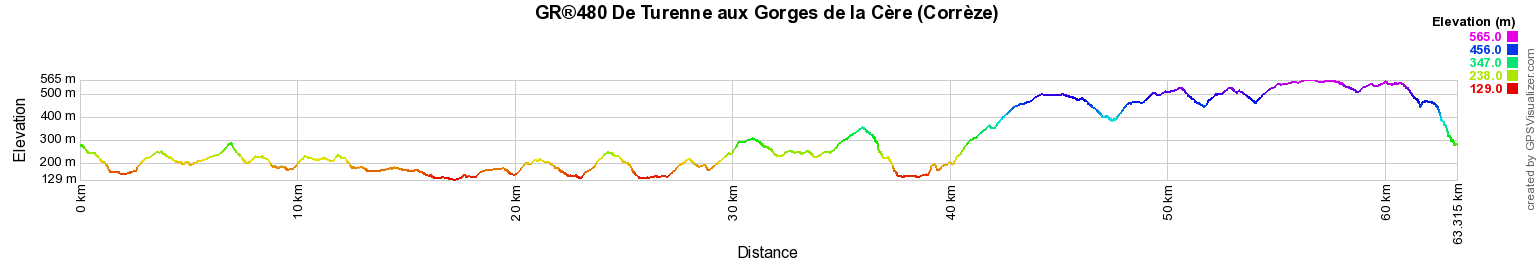 GR®480 De Turenne aux Gorges de la Cère (Corrèze)
Elevation (m)
565.0
456.0
347.0
238.0
129.0
565 m
500 m
400 m
300 m
200 m
129 m
Elevation
0 km
10 km
20 km
30 km
40 km
50 km
60 km
63.315 km
Distance
created by GPSVisualizer.com